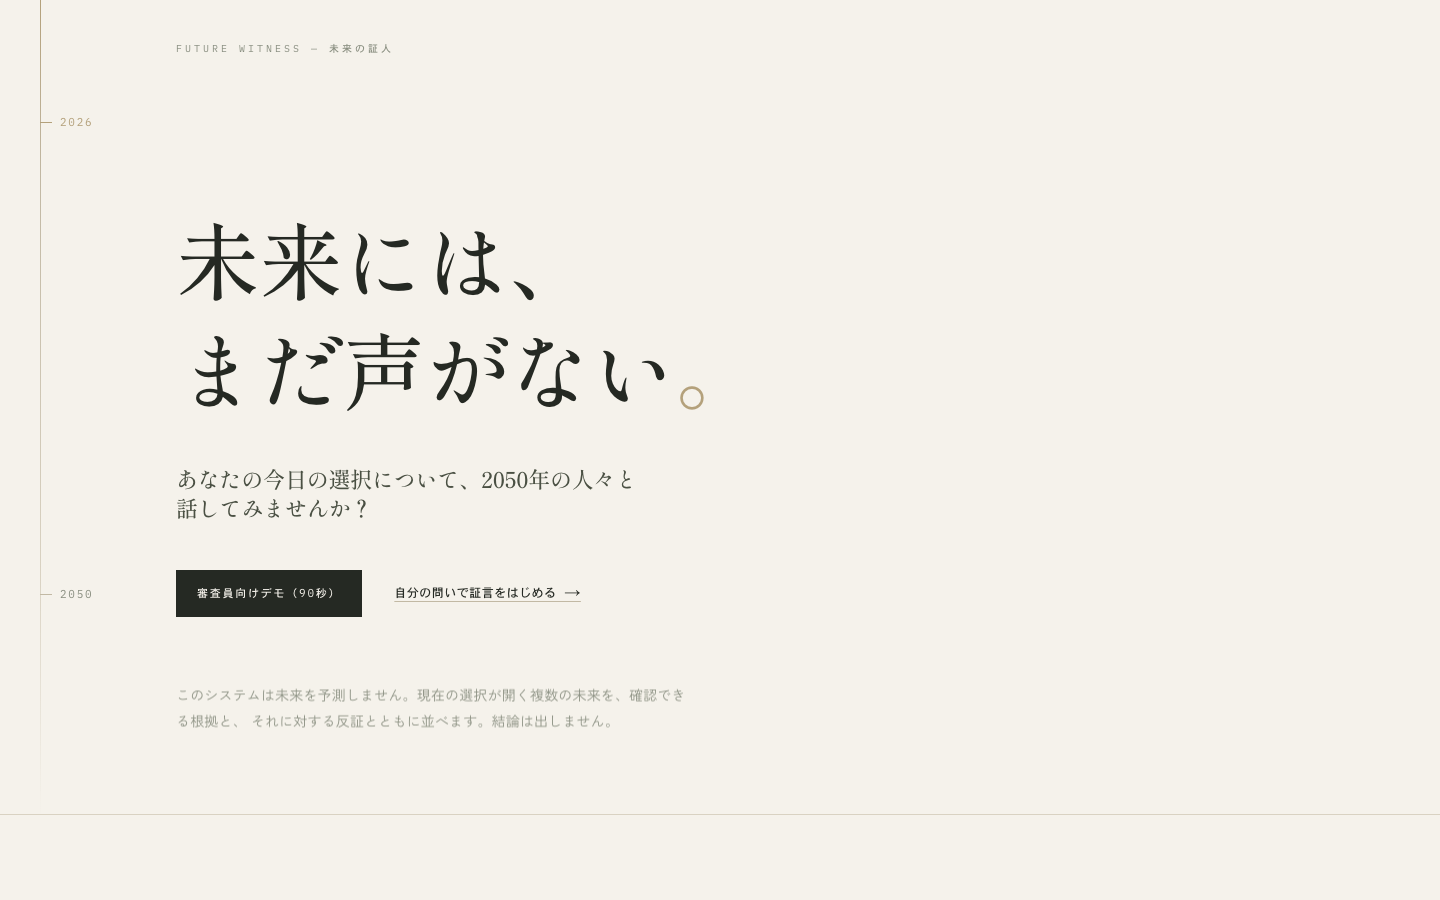 FUTURE WITNESS — 未来の証人
2026
未来には、
まだ声がない。
あなたの今日の選択について、2050年の人々と
話してみませんか？
審査員向けデモ（90秒）
自分の問いで証言をはじめる →
2050
このシステムは未来を予測しません。現在の選択が開く複数の未来を、確認でき
る根拠と、 それに対する反証とともに並べます。結論は出しません。